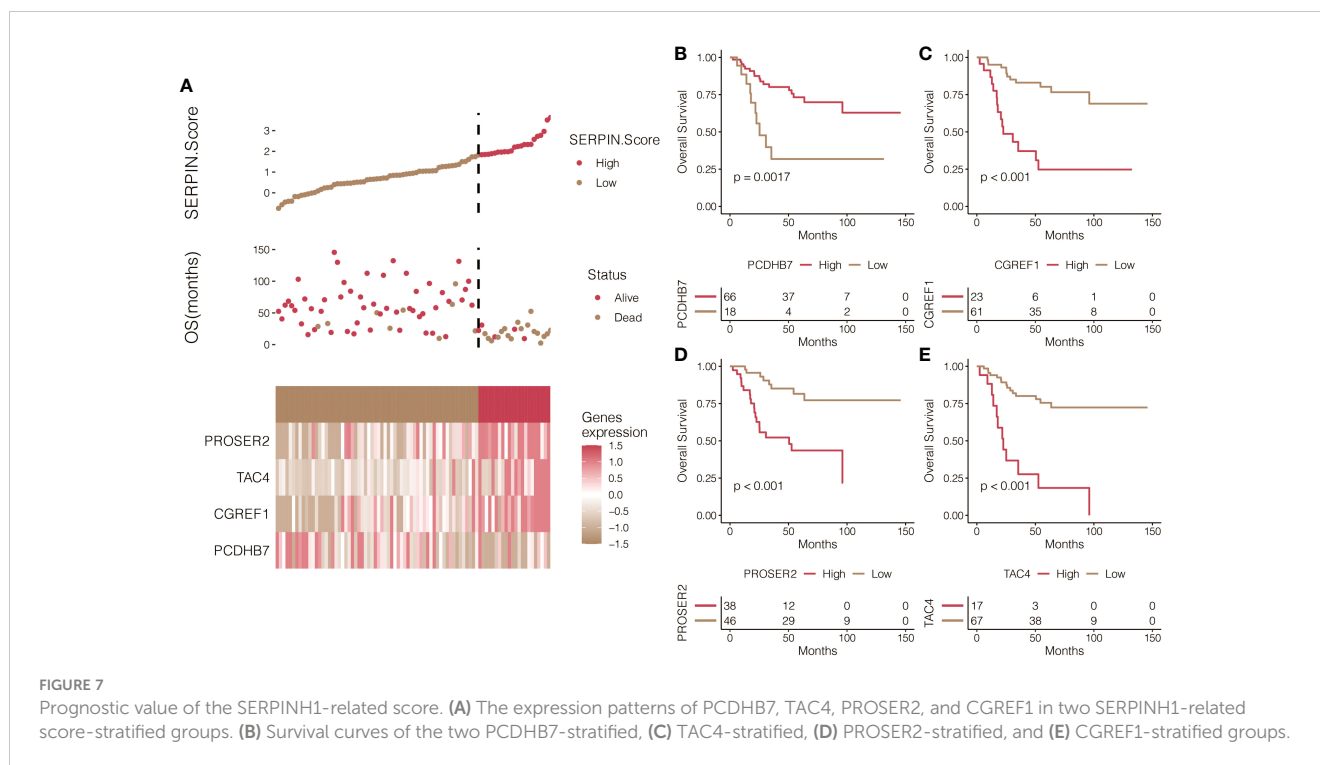 A
SERPIN.Score
3
2
1
0
SERPIN.Score
High
Low
OS(months)
150
100
50
0
Status
Alive
Dead
PROSER2
TAC4
CGREF1
PCDHB7
Genes
expression
1.5
1.0
0.5
0.0
−0.5
−1.0
−1.5
B
Overall Survival
1.00
0.75
0.50
0.25
0.00
p = 0.0017
0 50 100 150
Months
PCDHB7 High Low
PCDHB7
66 37 7 0
18 4 2 0
0 50 100 150
Months
C
Overall Survival
1.00
0.75
0.50
0.25
0.00
p < 0.001
0 50 100 150
Months
CGREF1 High Low
CGREF1
23 6 1 0
61 35 8 0
0 50 100 150
Months
D
Overall Survival
1.00
0.75
0.50
0.25
0.00
p < 0.001
0 50 100 150
Months
PROSER2 High Low
PROSER2
38 12 0 0
46 29 9 0
0 50 100 150
Months
E
Overall Survival
1.00
0.75
0.50
0.25
0.00
p < 0.001
0 50 100 150
Months
TAC4 High Low
TAC4
17 3 0 0
67 38 9 0
0 50 100 150
Months
FIGURE 7
Prognostic value of the SERPINH1-related score. (A) The expression patterns of PCDHB7, TAC4, PROSER2, and CGREF1 in two SERPINH1-related
score-stratified groups. (B) Survival curves of the two PCDHB7-stratified, (C) TAC4-stratified, (D) PROSER2-stratified, and (E) CGREF1-stratified groups.